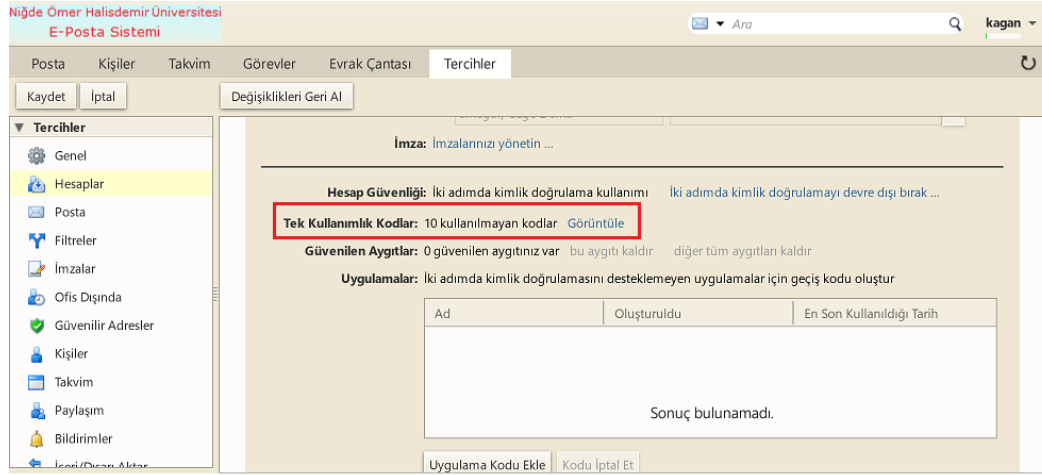 Niğde Ömer Halisdemir Üniversitesi
E-Posta Sistemi
Ara
kagan
Posta Kişiler Takvim Görevler Evrak Çantası Tercihler
Kaydet İptal Değişiklikleri Geri Al
Tercihler
Genel
Hesaplar
Posta
Filtreler
İmzalar
Ofis Dışında
Güvenilir Adresler
Kişiler
Takvim
Paylaşım
Bildirimler
İmza: İmzalarınızı yönetin ...
Hesap Güvenliği: İki adımda kimlik doğrulama kullanımı İki adımda kimlik doğrulamayı devre dışı bırak ...
Tek Kullanımlık Kodlar: 10 kullanılmayan kodlar Görüntüle
Güvenilen Aygıtlar: 0 güvenilen aygıtınız var bu aygıtı kaldır diğer tüm aygıtları kaldır
Uygulamalar: İki adımda kimlik doğrulamasını desteklemeyen uygulamalar için geçiş kodu oluştur
Ad Oluşturuldu En Son Kullanıldığı Tarih
Sonuç bulunamadı.
Uygulama Kodu Ekle Kodu İptal Et